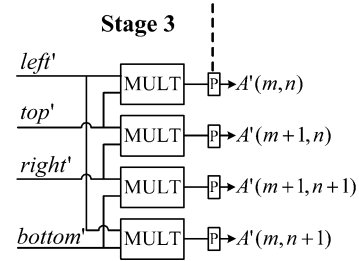 Stage 3
left'
MULT
P
A'(m,n)
top'
MULT
P
A'(m+1,n)
right'
MULT
P
A'(m+1,n+1)
bottom'
MULT
P
A'(m,n+1)